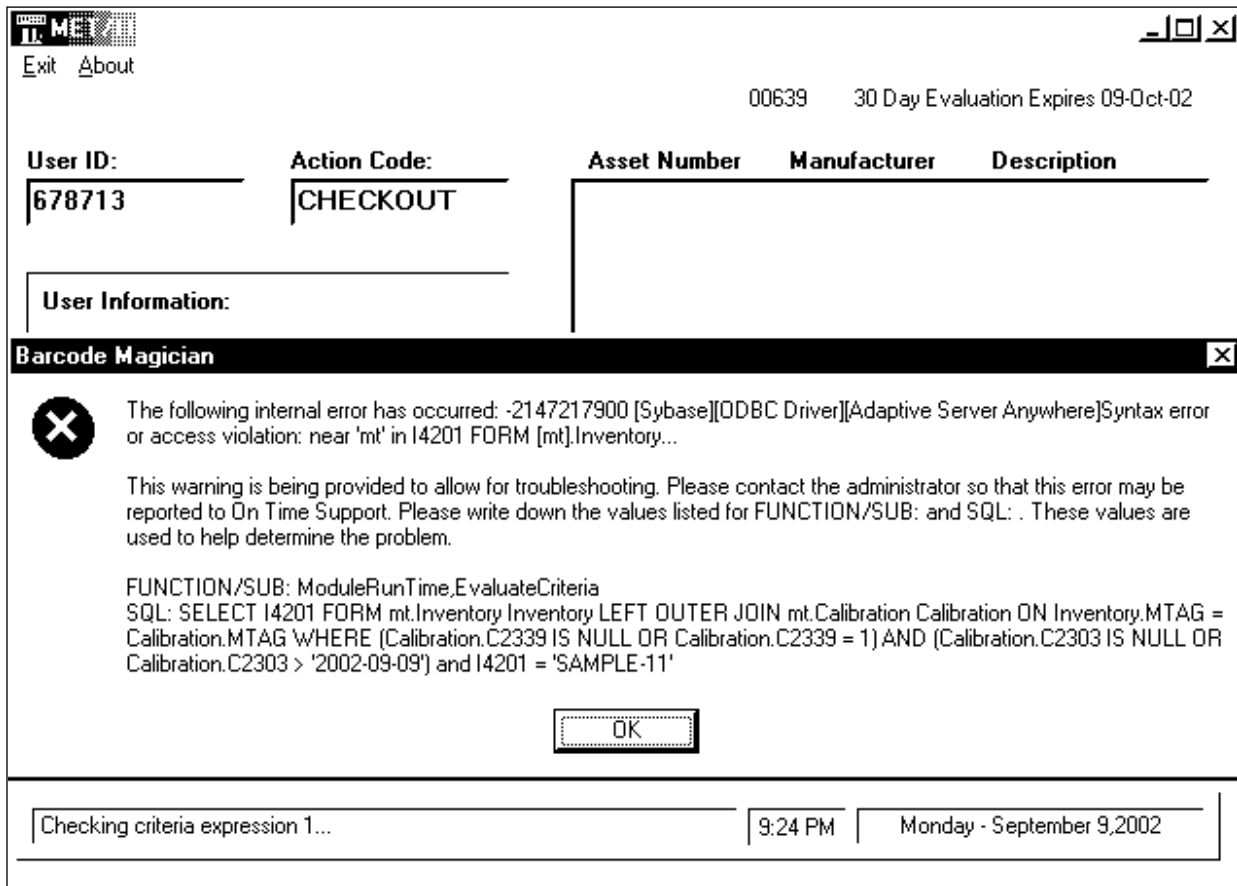 Exit About
00639 30 Day Evaluation Expires 09-Oct-02
User ID: Action Code: Asset Number Manufacturer Description
678713 CHECKOUT
User Information:
Barcode Magician
The following internal error has occurred: -2147217900 [Sybase][ODBC Driver][Adaptive Server Anywhere]Syntax error
or access violation: near 'mt' in I4201 FORM [mt].Inventory...
This warning is being provided to allow for troubleshooting. Please contact the administrator so that this error may be
reported to On Time Support. Please write down the values listed for FUNCTION/SUB: and SQL: . These values are
used to help determine the problem.
FUNCTION/SUB: ModuleRunTime,EvaluateCriteria
SQL: SELECT I4201 FORM mt.Inventory Inventory LEFT OUTER JOIN mt.Calibration Calibration ON Inventory.MTAG =
Calibration.MTAG WHERE (Calibration.C2339 IS NULL OR Calibration.C2339 = 1) AND (Calibration.C2303 IS NULL OR
Calibration.C2303 > '2002-09-09') and I4201 = 'SAMPLE-11'
OK
Checking criteria expression 1... 9:24 PM Monday - September 9,2002